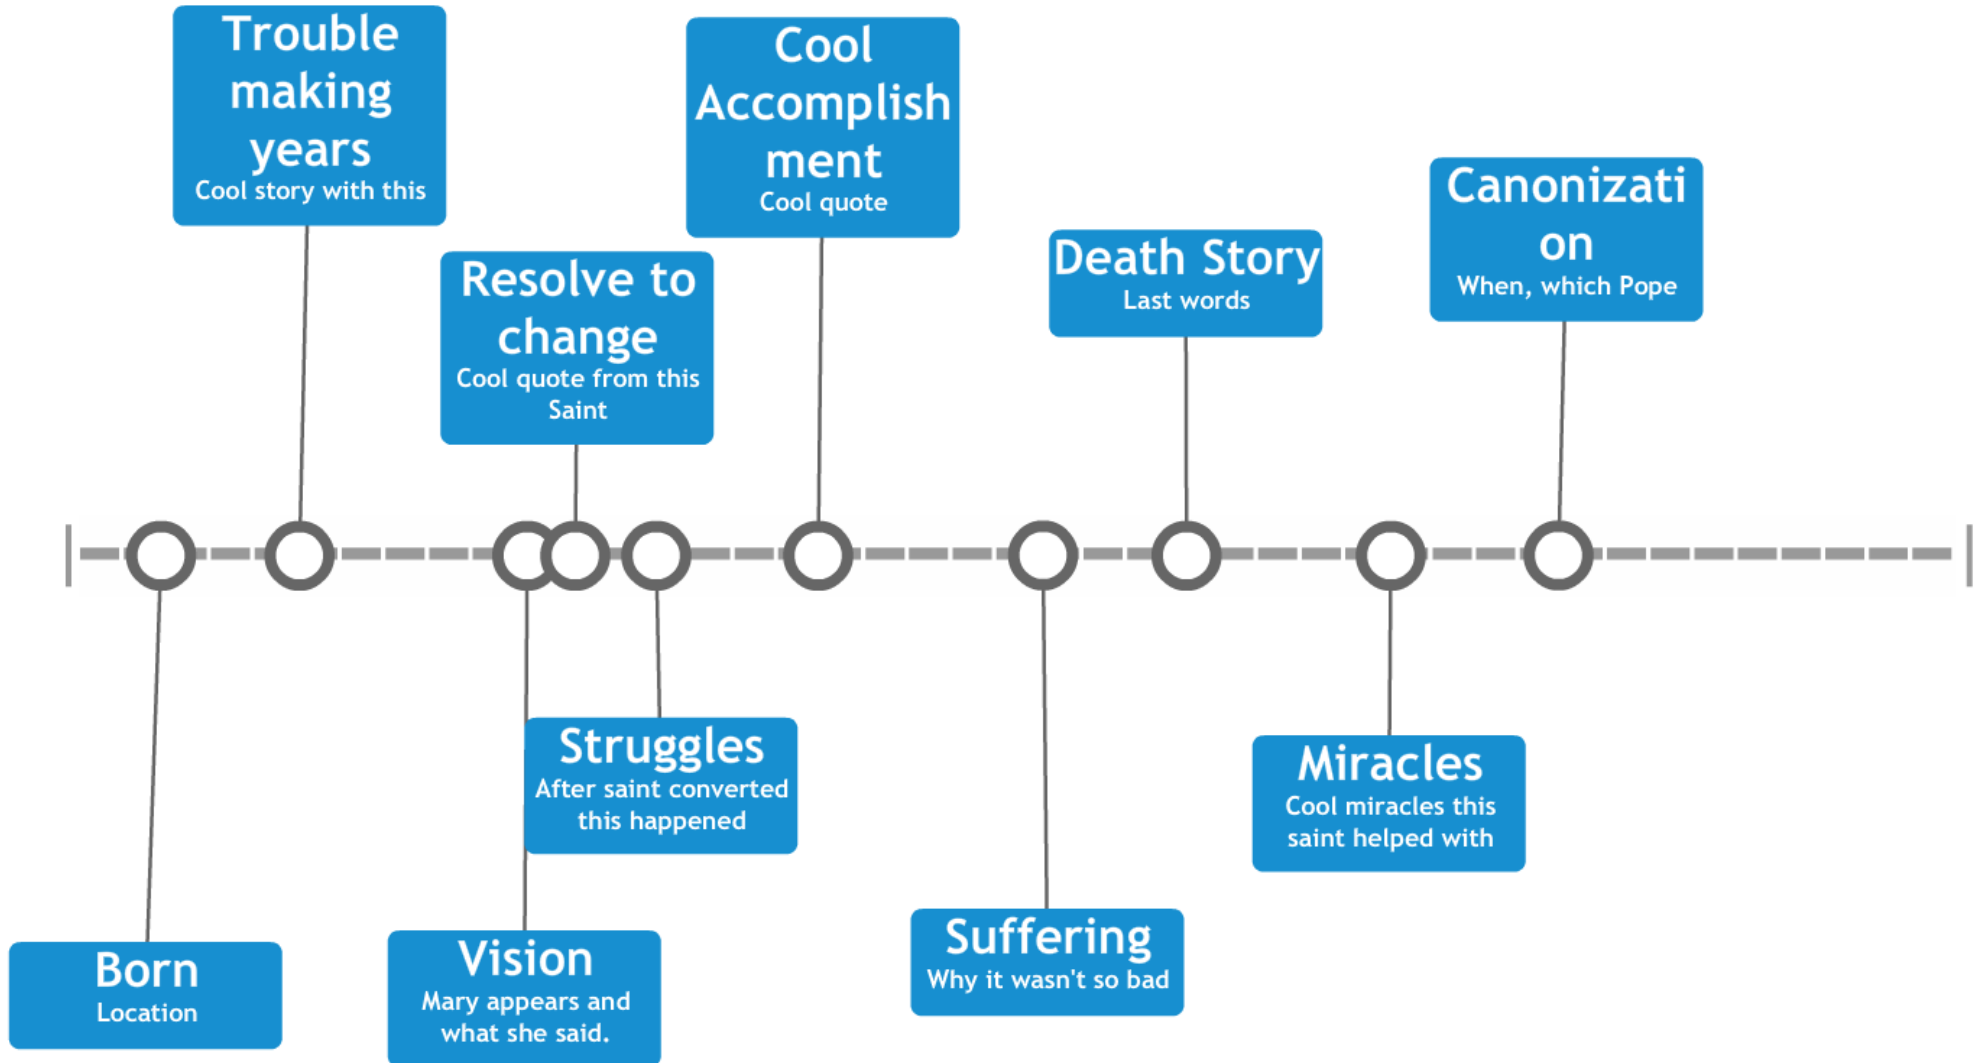 Trouble
making
years
Cool story with this
Cool
Accomplish
ment
Cool quote
Canonizati
on
When, which Pope
Death Story
Last words
Resolve to
change
Cool quote from this
Saint
Struggles
After saint converted
this happened
Miracles
Cool miracles this
saint helped with
Born
Location
Vision
Mary appears and
what she said.
Suffering
Why it wasn't so bad